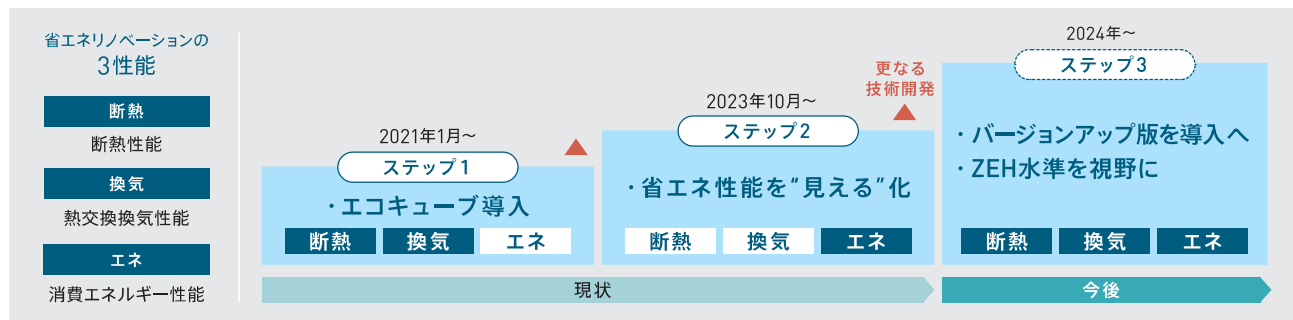 省エネリノベーションの
3性能
断熱
断熱性能
換気
熱交換換気性能
エネ
消費エネルギー性能
2021年1月～
ステップ1
・エコキューブ導入
断熱 換気 エネ
2023年10月～
ステップ2
・省エネ性能を“見える”化
断熱 換気 エネ
更なる
技術開発
2024年～
ステップ3
・バージョンアップ版を導入へ
・ZEH水準を視野に
断熱 換気 エネ
現状
今後